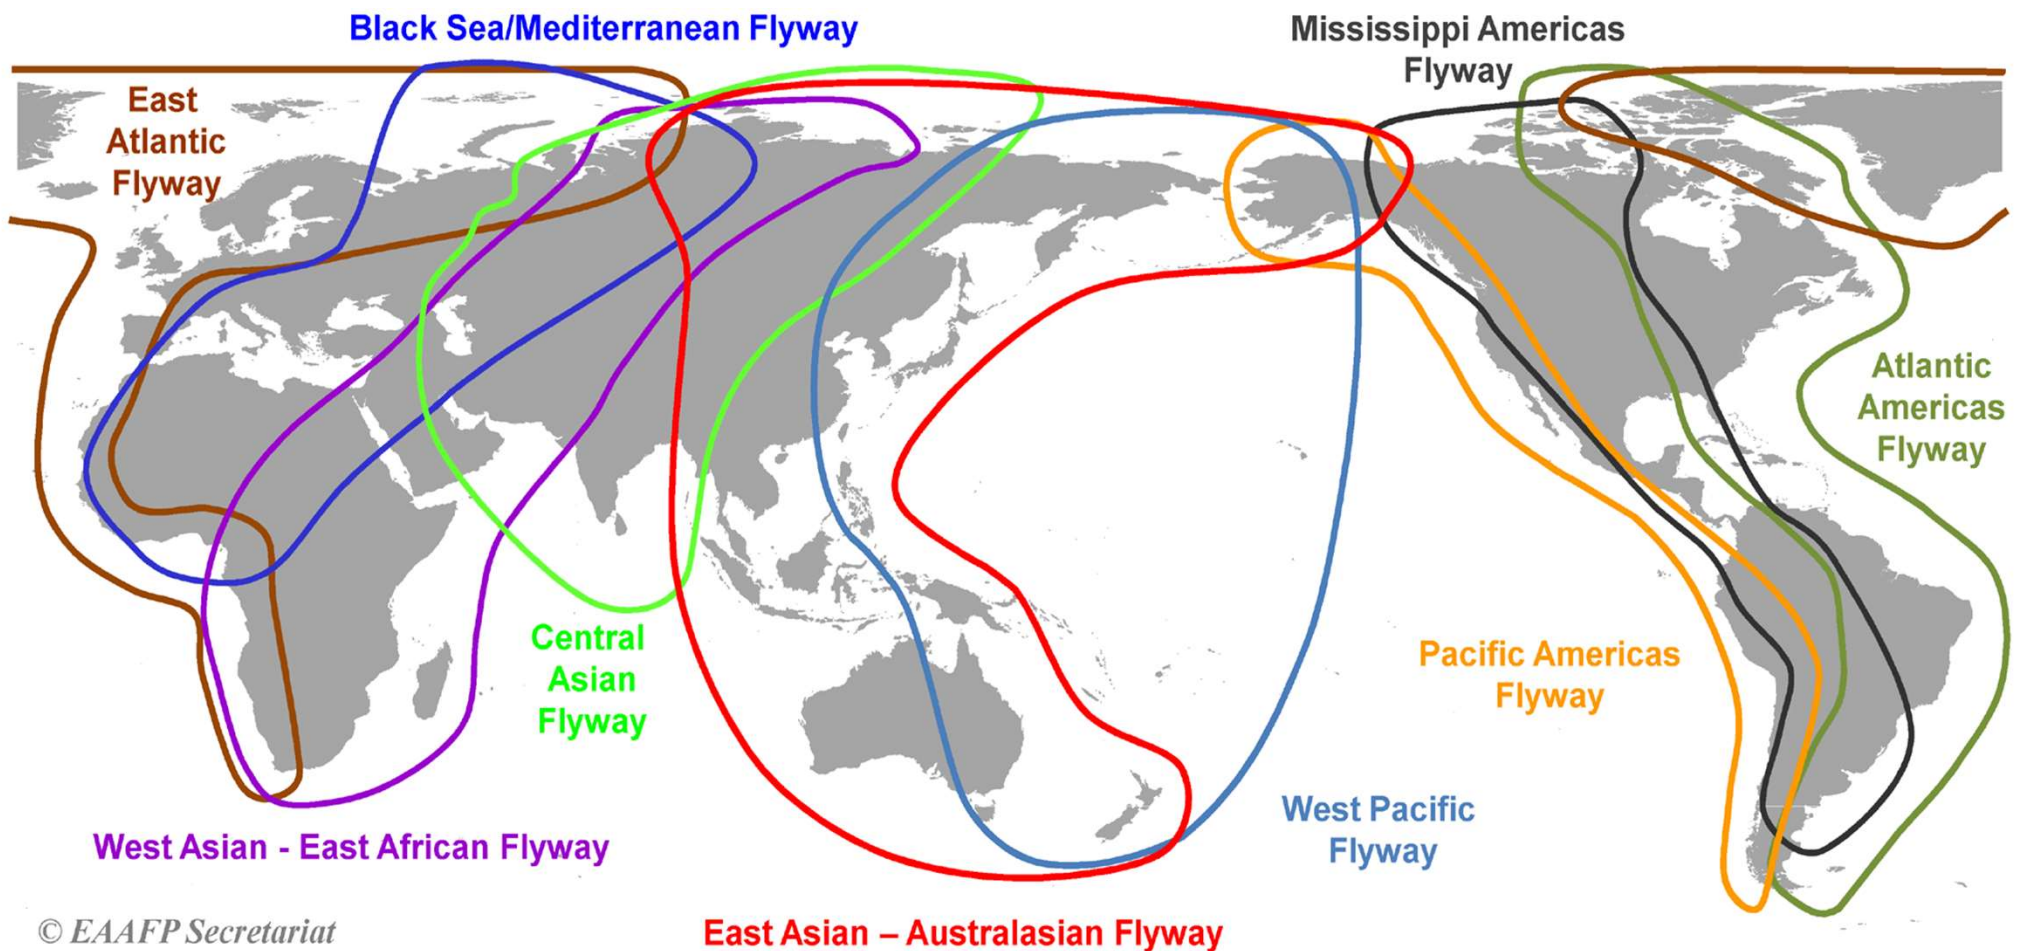 Black Sea/Mediterranean Flyway
Mississippi Americas
Flyway
East
Atlantic
Flyway
Atlantic
Americas
Flyway
Central
Asian
Flyway
Pacific Americas
Flyway
West Pacific
Flyway
West Asian - East African Flyway
East Asian – Australasian Flyway
© EAAFP Secretariat